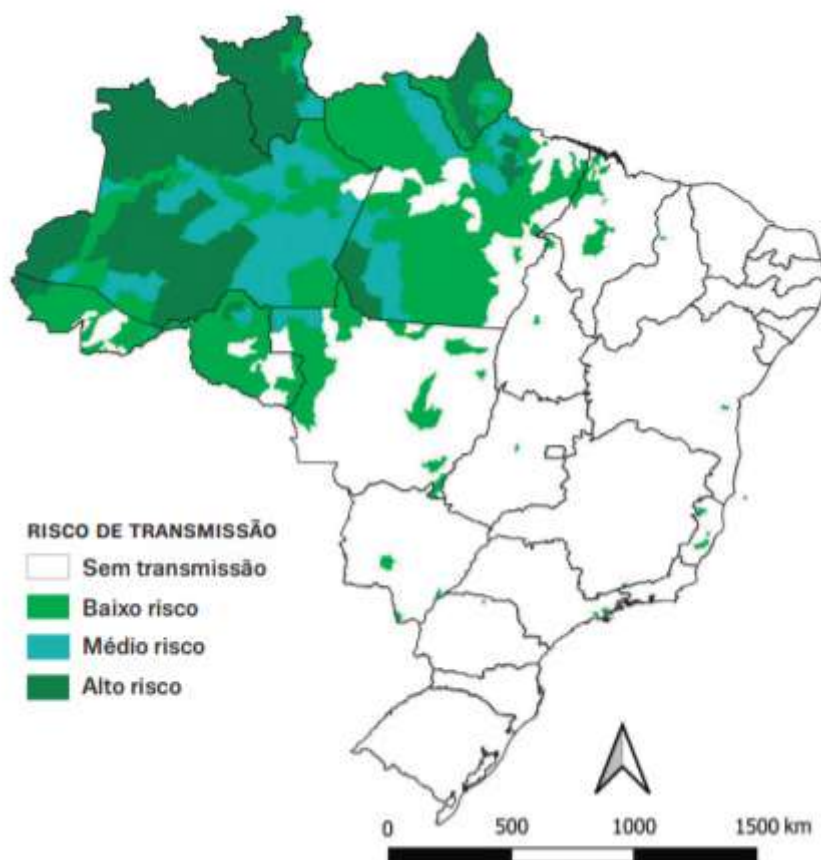 RISCO DE TRANSMISSÃO
Sem transmissão
Baixo risco
Médio risco
Alto risco
0 500 1000 1500 km